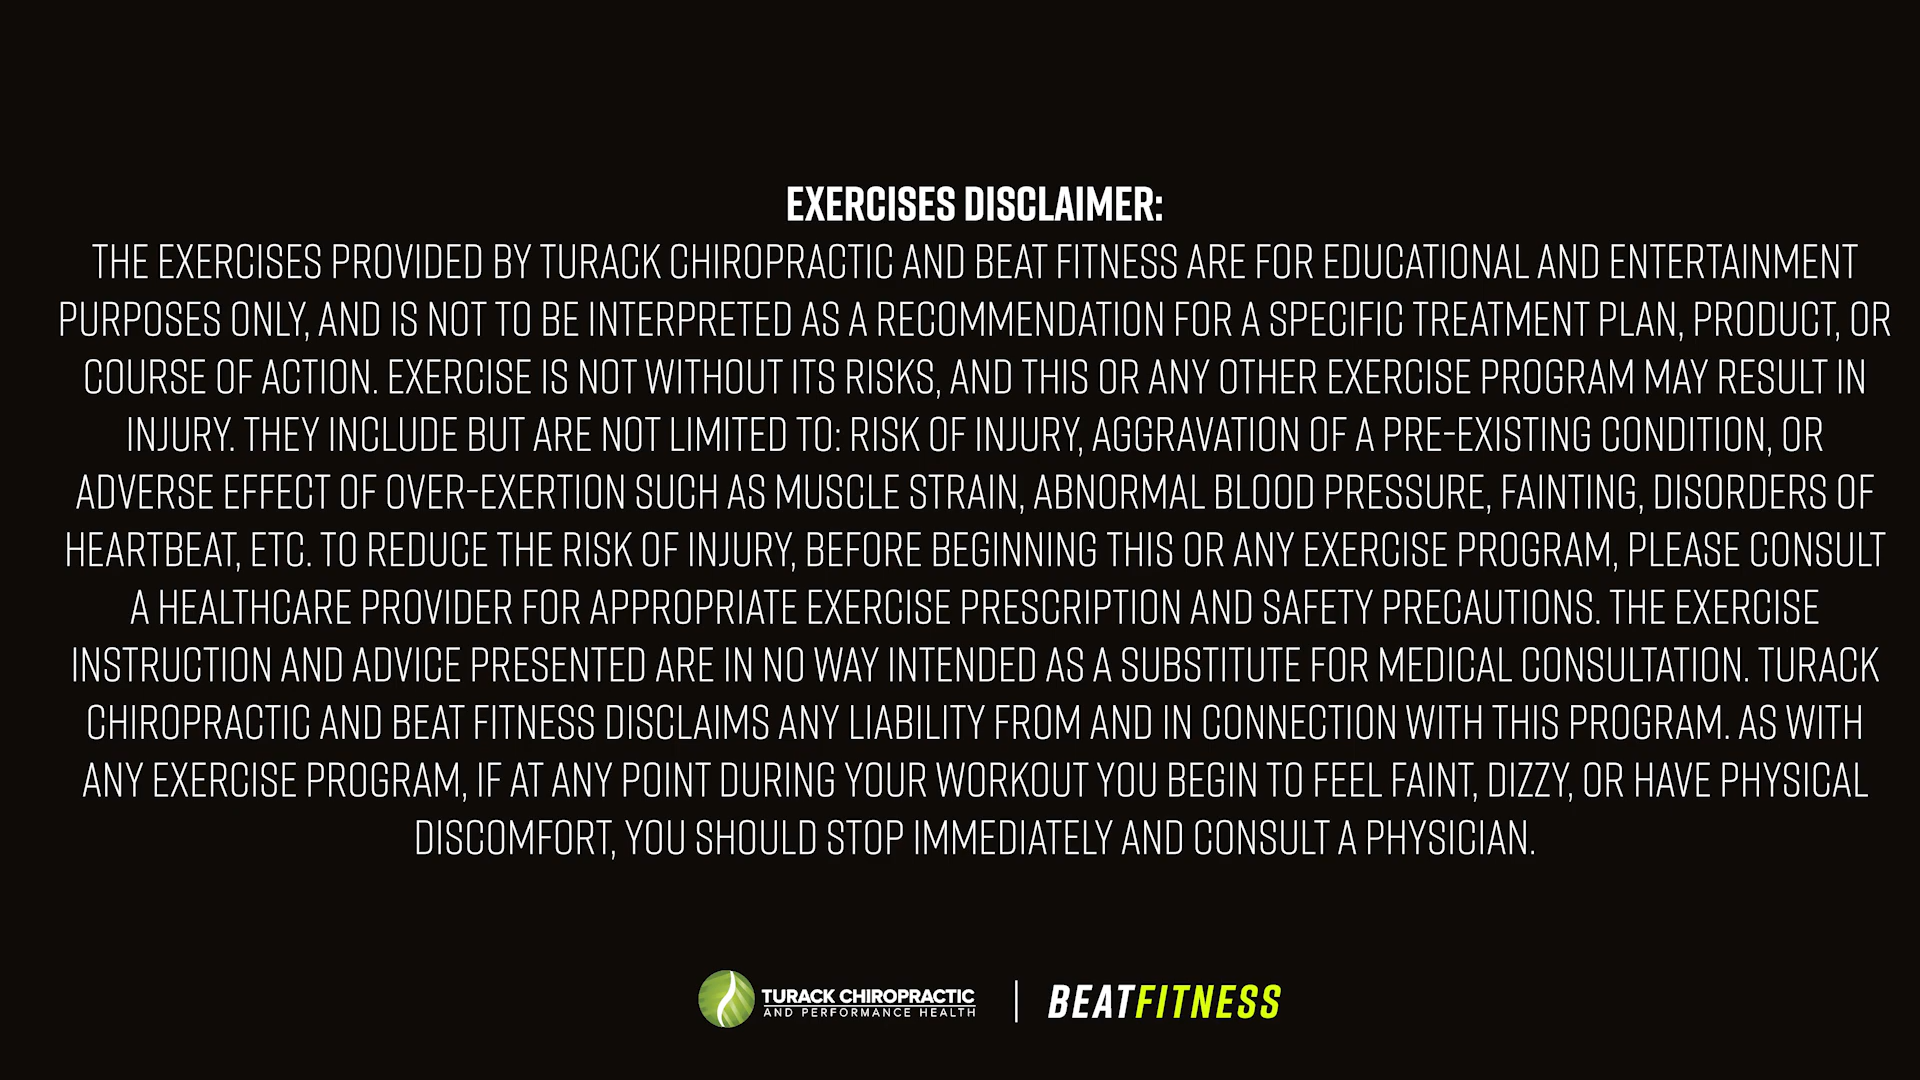 EXERCISES DISCLAIMER:
THE EXERCISES PROVIDED BY TURACK CHIROPRACTIC AND BEAT FITNESS ARE FOR EDUCATIONAL AND ENTERTAINMENT
PURPOSES ONLY, AND IS NOT TO BE INTERPRETED AS A RECOMMENDATION FOR A SPECIFIC TREATMENT PLAN, PRODUCT, OR
COURSE OF ACTION. EXERCISE IS NOT WITHOUT ITS RISKS, AND THIS OR ANY OTHER EXERCISE PROGRAM MAY RESULT IN
INJURY. THEY INCLUDE BUT ARE NOT LIMITED TO: RISK OF INJURY, AGGRAVATION OF A PRE-EXISTING CONDITION, OR
ADVERSE EFFECT OF OVER-EXERTION SUCH AS MUSCLE STRAIN, ABNORMAL BLOOD PRESSURE, FAINTING, DISORDERS OF
HEARTBEAT, ETC. TO REDUCE THE RISK OF INJURY, BEFORE BEGINNING THIS OR ANY EXERCISE PROGRAM, PLEASE CONSULT
A HEALTHCARE PROVIDER FOR APPROPRIATE EXERCISE PRESCRIPTION AND SAFETY PRECAUTIONS. THE EXERCISE
INSTRUCTION AND ADVICE PRESENTED ARE IN NO WAY INTENDED AS A SUBSTITUTE FOR MEDICAL CONSULTATION. TURACK
CHIROPRACTIC AND BEAT FITNESS DISCLAIMS ANY LIABILITY FROM AND IN CONNECTION WITH THIS PROGRAM. AS WITH
ANY EXERCISE PROGRAM, IF AT ANY POINT DURING YOUR WORKOUT YOU BEGIN TO FEEL FAINT, DIZZY, OR HAVE PHYSICAL
DISCOMFORT, YOU SHOULD STOP IMMEDIATELY AND CONSULT A PHYSICIAN.
TURACK CHIROPRACTIC
AND PERFORMANCE HEALTH
BEATFITNESS